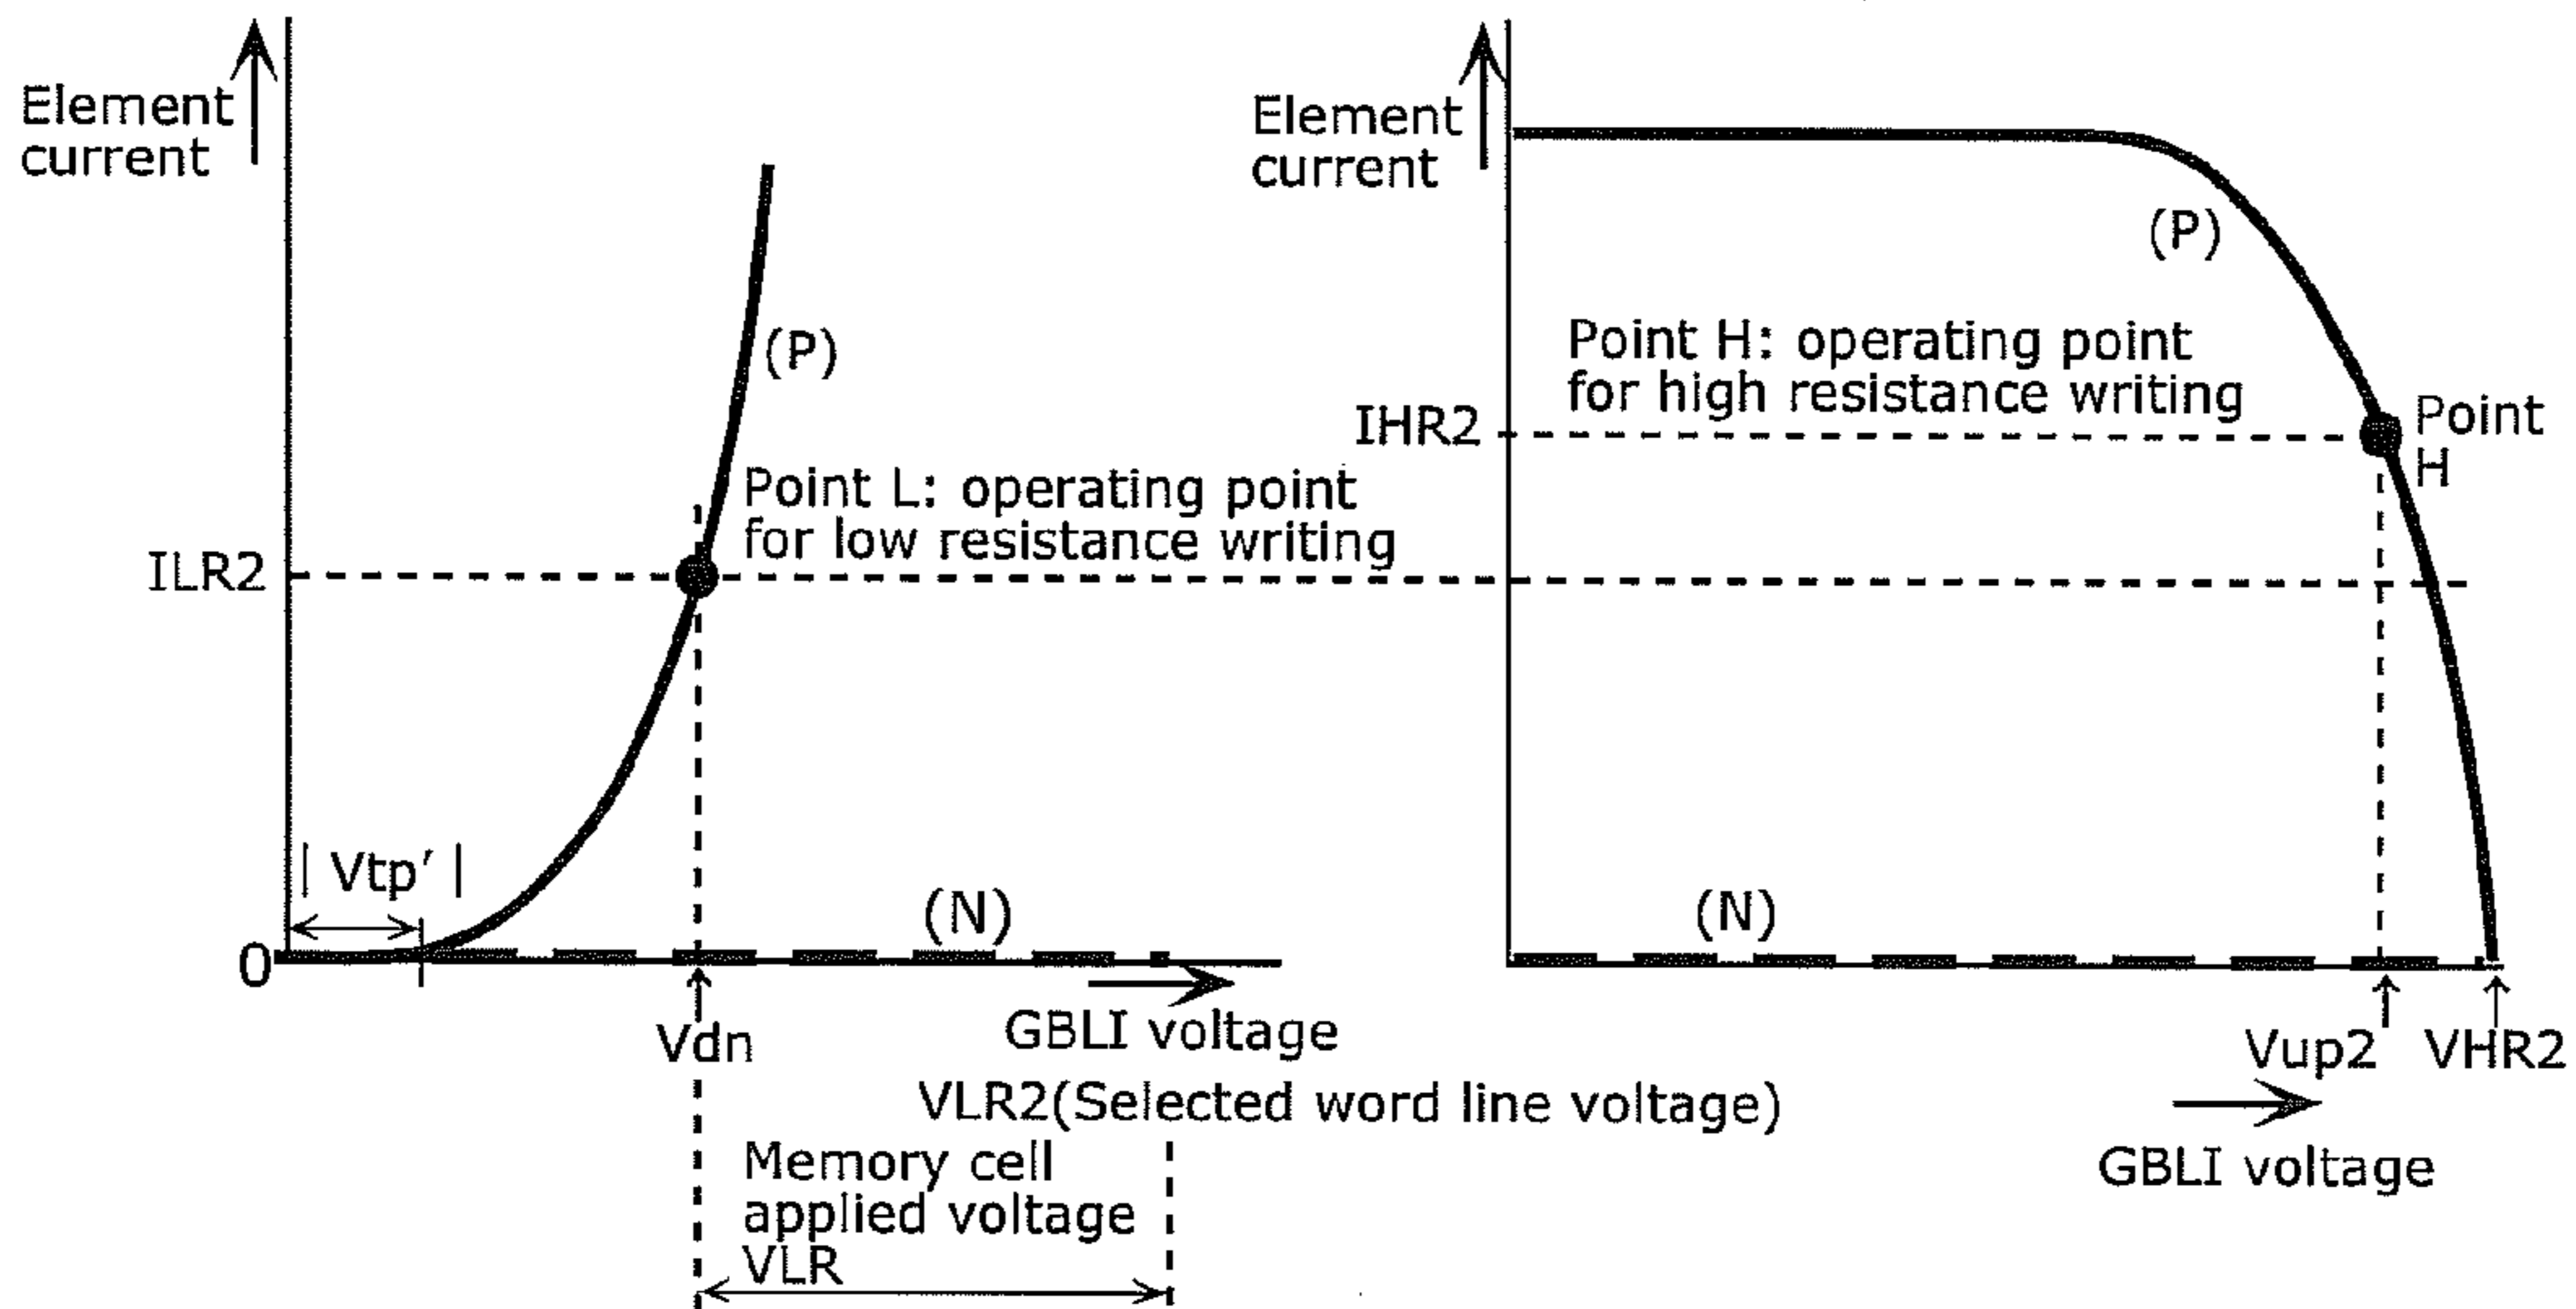 Element
current
(P)
Point L: operating point
for low resistance writing
ILR2
| Vtp' |
(N)
0
Vdn
GBLI voltage
VLR2(Selected word line voltage)
Memory cell
applied voltage
VLR
Element
current
(P)
Point H: operating point
for high resistance writing
IHR2
Point
H
(N)
Vup2
VHR2
GBLI voltage